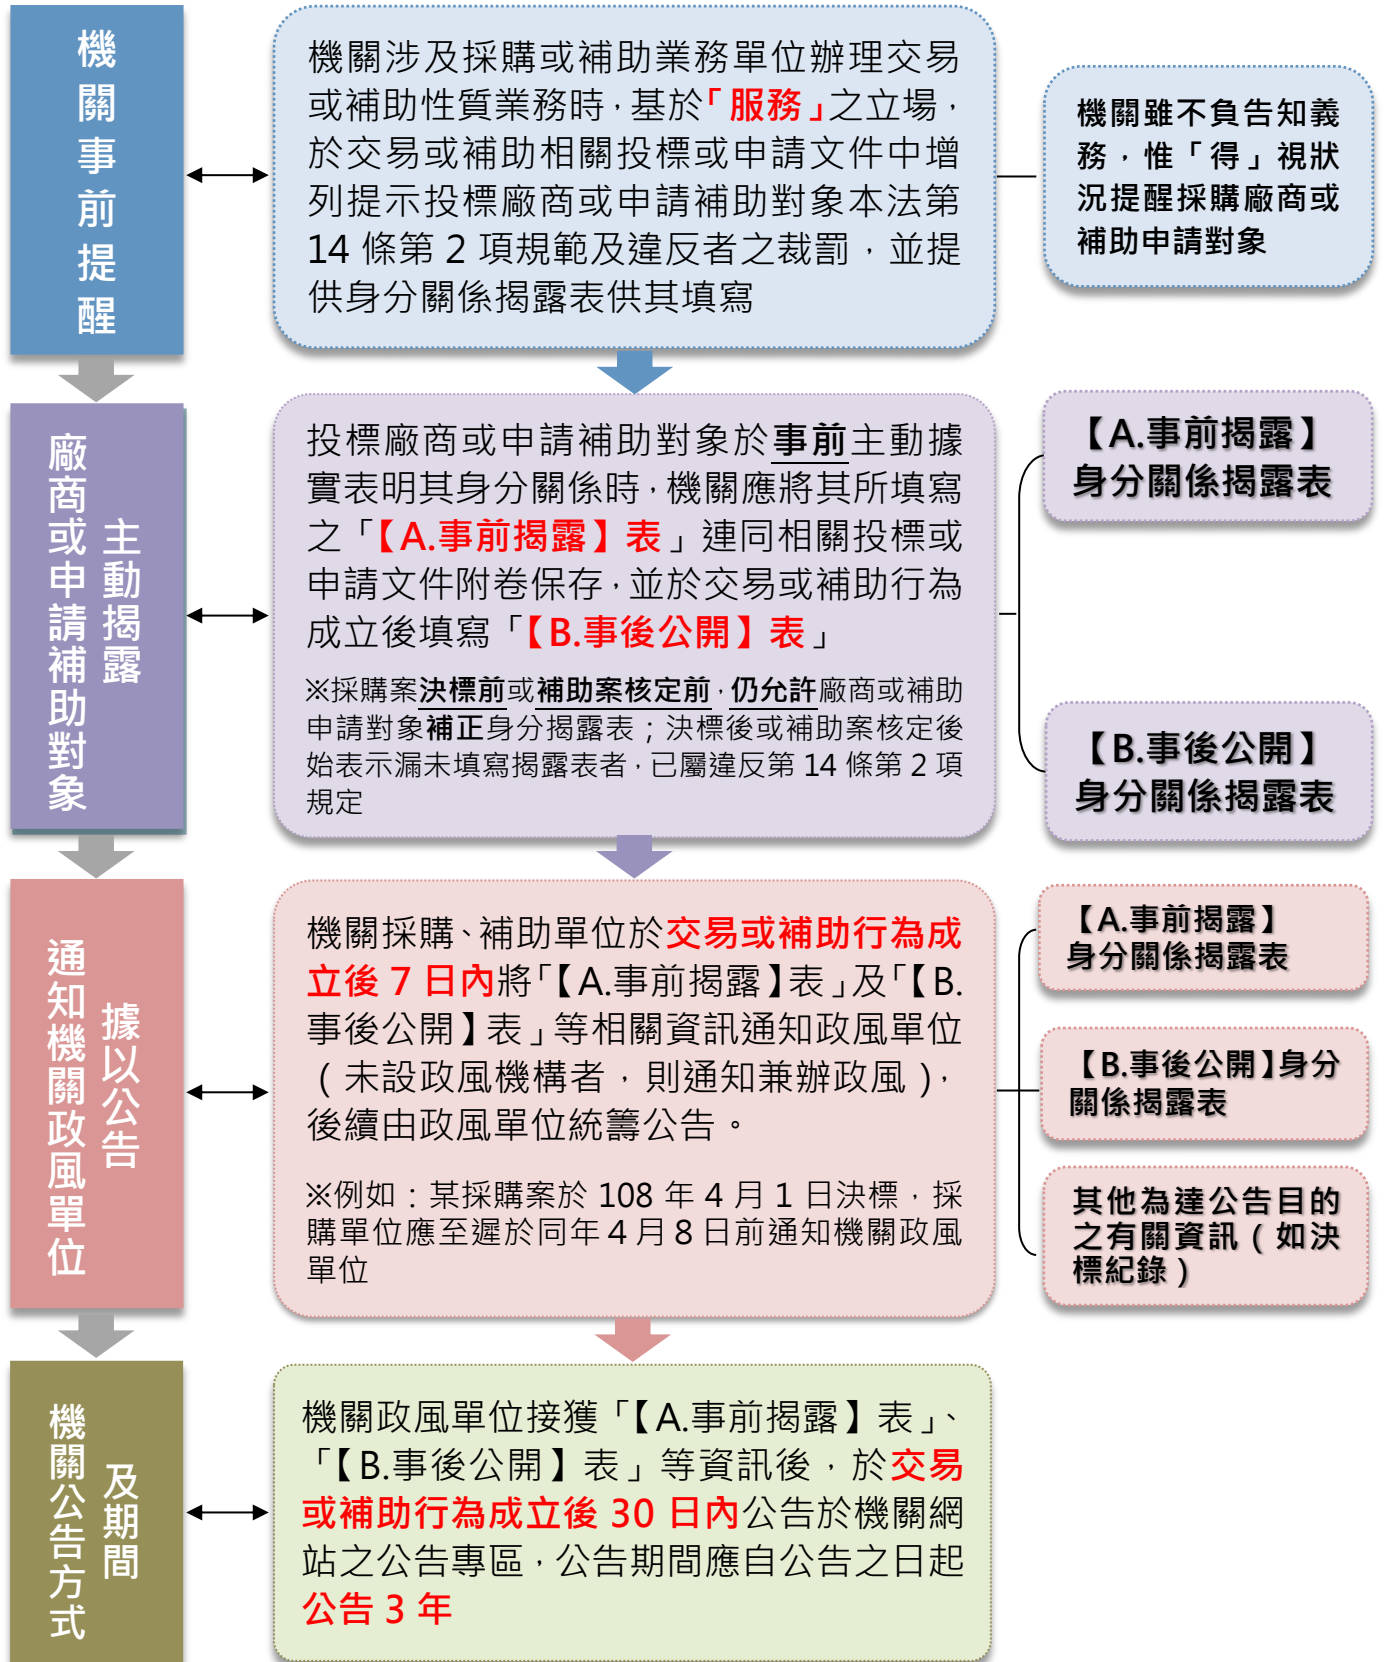 機關事前提醒
機關涉及採購或補助業務單位辦理交易
或補助性質業務時，基於「服務」之立場，
於交易或補助相關投標或申請文件中增
列提示投標廠商或申請補助對象本法第
14 條第 2 項規範及違反者之裁罰，並提
供身分關係揭露表供其填寫
機關雖不負告知義
務，惟「得」視狀
況提醒採購廠商或
補助申請對象
廠商或申請補助對象
主動揭露
投標廠商或申請補助對象於事前主動據
實表明其身分關係時，機關應將其所填寫
之「【A.事前揭露】表」連同相關投標或
申請文件附卷保存，並於交易或補助行為
成立後填寫「【B.事後公開】表」
※採購案決標前或補助案核定前，仍允許廠商或補助
申請對象補正身分揭露表；決標後或補助案核定後
始表示漏未填寫揭露表者，已屬違反第 14 條第 2 項
規定
【A.事前揭露】
身分關係揭露表
【B.事後公開】
身分關係揭露表
通知機關政風單位
據以公告
機關採購、補助單位於交易或補助行為成
立後 7 日內將「【A.事前揭露】表」及「【B.
事後公開】表」等相關資訊通知政風單位
（未設政風機構者，則通知兼辦政風），
後續由政風單位統籌公告。
※例如：某採購案於 108 年 4 月 1 日決標，採
購單位應至遲於同年 4 月 8 日前通知機關政風
單位
【A.事前揭露】
身分關係揭露表
【B.事後公開】身分
關係揭露表
其他為達公告目的
之有關資訊（如決
標紀錄）
機關公告方式
及期間
機關政風單位接獲「【A.事前揭露】表」、
「【B.事後公開】表」等資訊後，於交易
或補助行為成立後 30 日內公告於機關網
站之公告專區，公告期間應自公告之日起
公告 3 年